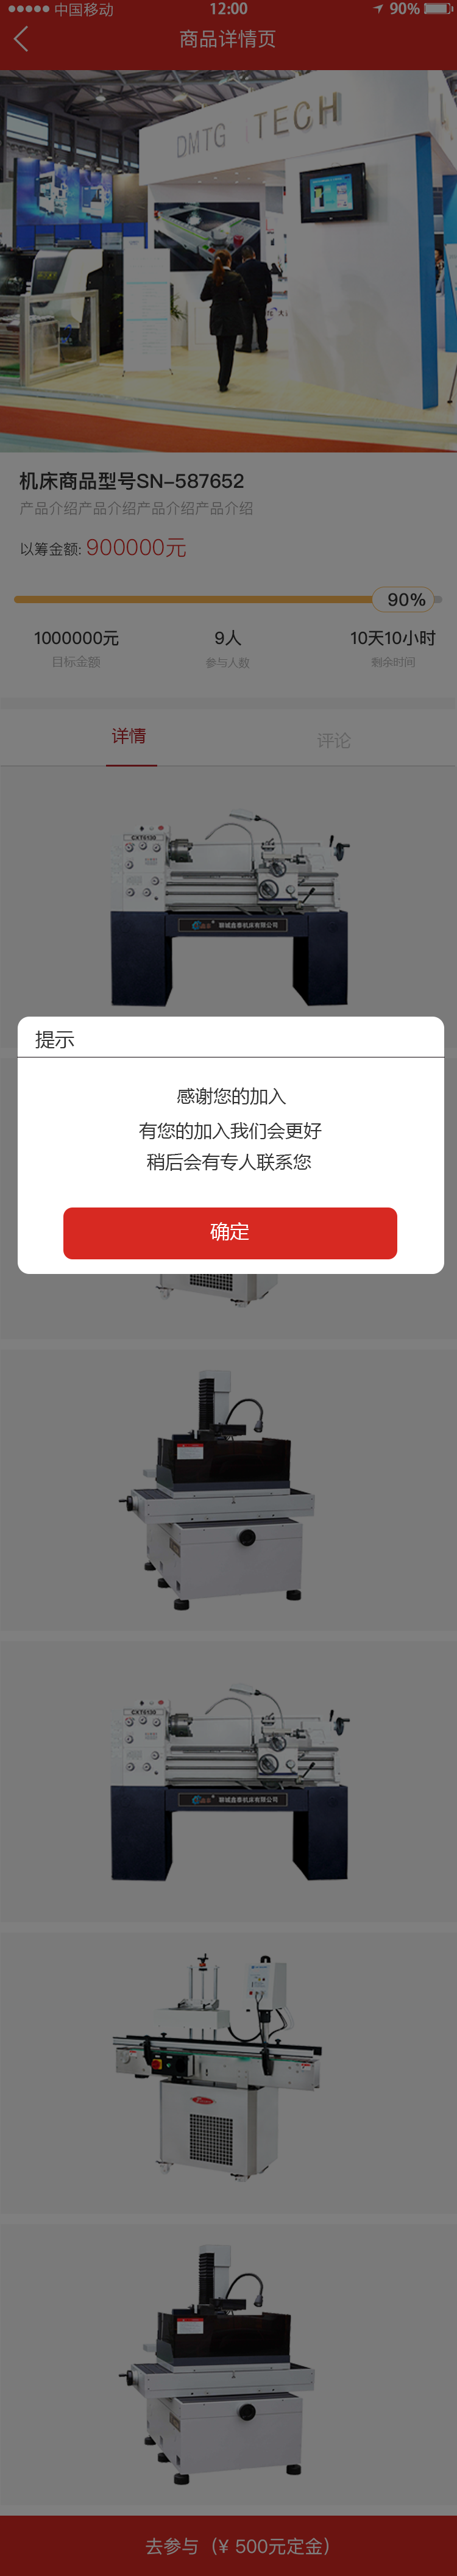 中国移动
12:00
90%
商品详情页
DMTG iTECH
机床商品型号SN-587652
产品介绍产品介绍产品介绍产品介绍
以筹金额: 900000元
90%
1000000元
9人
10天10小时
目标金额
参与人数
剩余时间
详情
评论
CXT6130
聊城鑫泰机床有限公司
提示
感谢您的加入
有您的加入我们会更好
稍后会有专人联系您
确定
CXT6130
聊城鑫泰机床有限公司
去参与（¥ 500元定金）